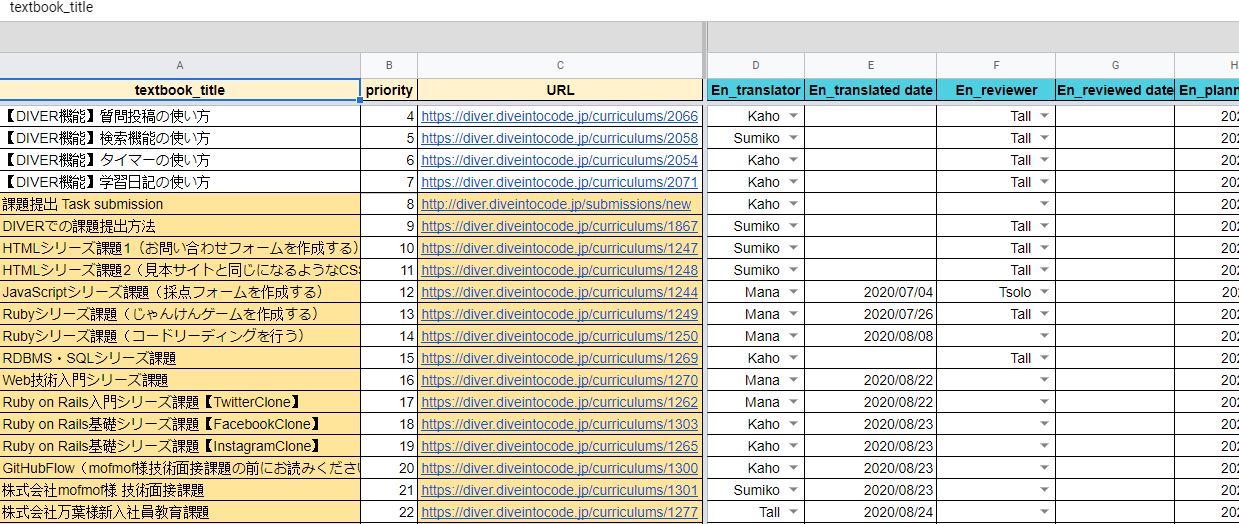 textbook_title
A B C D E F G H
textbook_title priority URL En_translator En_translated date En_reviewer En_reviewed date En_plann
【DIVER機能】質問投稿の使い方 4 https://diver.diveintocode.jp/curriculums/2066 Kaho Tall 202
【DIVER機能】検索機能の使い方 5 https://diver.diveintocode.jp/curriculums/2058 Sumiko Tall 202
【DIVER機能】タイマーの使い方 6 https://diver.diveintocode.jp/curriculums/2054 Kaho Tall 202
【DIVER機能】学習日記の使い方 7 https://diver.diveintocode.jp/curriculums/2071 Kaho Tall 202
課題提出 Task submission 8 http://diver.diveintocode.jp/submissions/new Kaho 202
DIVERでの課題提出方法 9 https://diver.diveintocode.jp/curriculums/1867 Sumiko Tall 202
HTMLシリーズ課題1（お問い合わせフォームを作成する） 10 https://diver.diveintocode.jp/curriculums/1247 Sumiko Tall 202
HTMLシリーズ課題2（見本サイトと同じになるようなCSS 11 https://diver.diveintocode.jp/curriculums/1248 Sumiko Tall 202
JavaScriptシリーズ課題（採点フォームを作成する） 12 https://diver.diveintocode.jp/curriculums/1244 Mana 2020/07/04 Tsolo 202
Rubyシリーズ課題（じゃんけんゲームを作成する） 13 https://diver.diveintocode.jp/curriculums/1249 Mana 2020/07/26 Tall 202
Rubyシリーズ課題（コードリーディングを行う） 14 https://diver.diveintocode.jp/curriculums/1250 Mana 2020/08/08 202
RDBMS・SQLシリーズ課題 15 https://diver.diveintocode.jp/curriculums/1269 Kaho Tall 202
Web技術入門シリーズ課題 16 https://diver.diveintocode.jp/curriculums/1270 Mana 2020/08/22 202
Ruby on Rails入門シリーズ課題【TwitterClone】 17 https://diver.diveintocode.jp/curriculums/1262 Mana 2020/08/22 202
Ruby on Rails基礎シリーズ課題【FacebookClone】 18 https://diver.diveintocode.jp/curriculums/1303 Kaho 2020/08/23 202
Ruby on Rails基礎シリーズ課題【InstagramClone】 19 https://diver.diveintocode.jp/curriculums/1265 Kaho 2020/08/23 202
GitHubFlow（mofmof様技術面接課題の前にお読みくださ 20 https://diver.diveintocode.jp/curriculums/1300 Kaho 2020/08/23 202
株式会社mofmof様 技術面接課題 21 https://diver.diveintocode.jp/curriculums/1301 Sumiko 2020/08/23 202
株式会社万葉様新入社員教育課題 22 https://diver.diveintocode.jp/curriculums/1277 Tall 2020/08/24 202